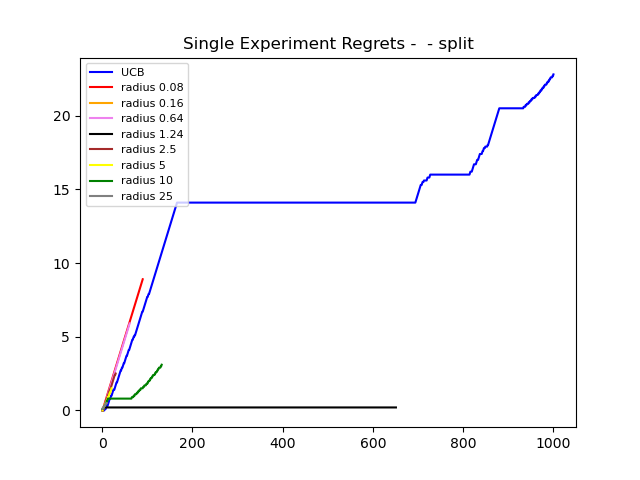 Single Experiment Regrets -  - split
UCB
radius 0.08
radius 0.16
radius 0.64
radius 1.24
radius 2.5
radius 5
radius 10
radius 25
20
15
10
5
0
0 200 400 600 800 1000